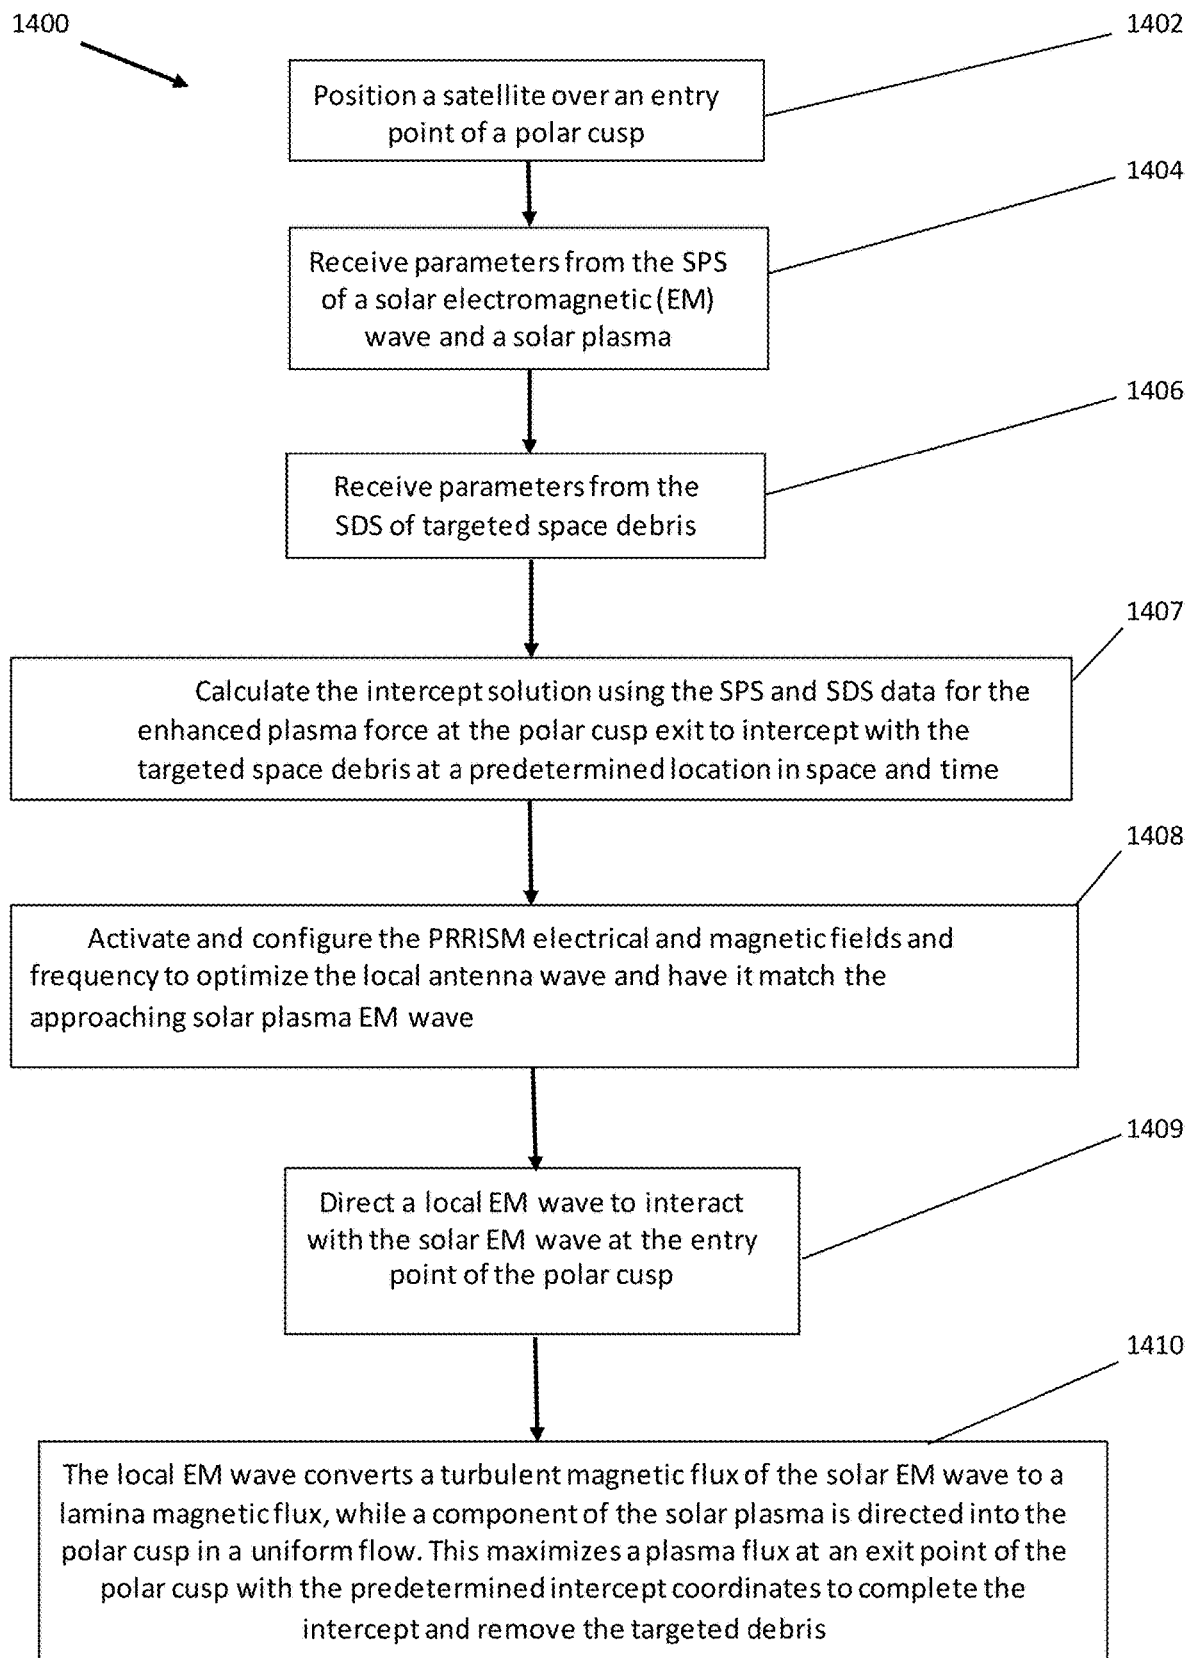 1400
1402
Position a satellite over an entry
point of a polar cusp
1404
Receive parameters from the SPS
of a solar electromagnetic (EM)
wave and a solar plasma
1406
Receive parameters from the
SDS of targeted space debris
1407
Calculate the intercept solution using the SPS and SDS data for the
enhanced plasma force at the polar cusp exit to intercept with the
targeted space debris at a predetermined location in space and time
1408
Activate and configure the PRRISM electrical and magnetic fields and
frequency to optimize the local antenna wave and have it match the
approaching solar plasma EM wave
1409
Direct a local EM wave to interact
with the solar EM wave at the entry
point of the polar cusp
1410
The local EM wave converts a turbulent magnetic flux of the solar EM wave to a
lamina magnetic flux, while a component of the solar plasma is directed into the
polar cusp in a uniform flow. This maximizes a plasma flux at an exit point of the
polar cusp with the predetermined intercept coordinates to complete the
intercept and remove the targeted debris